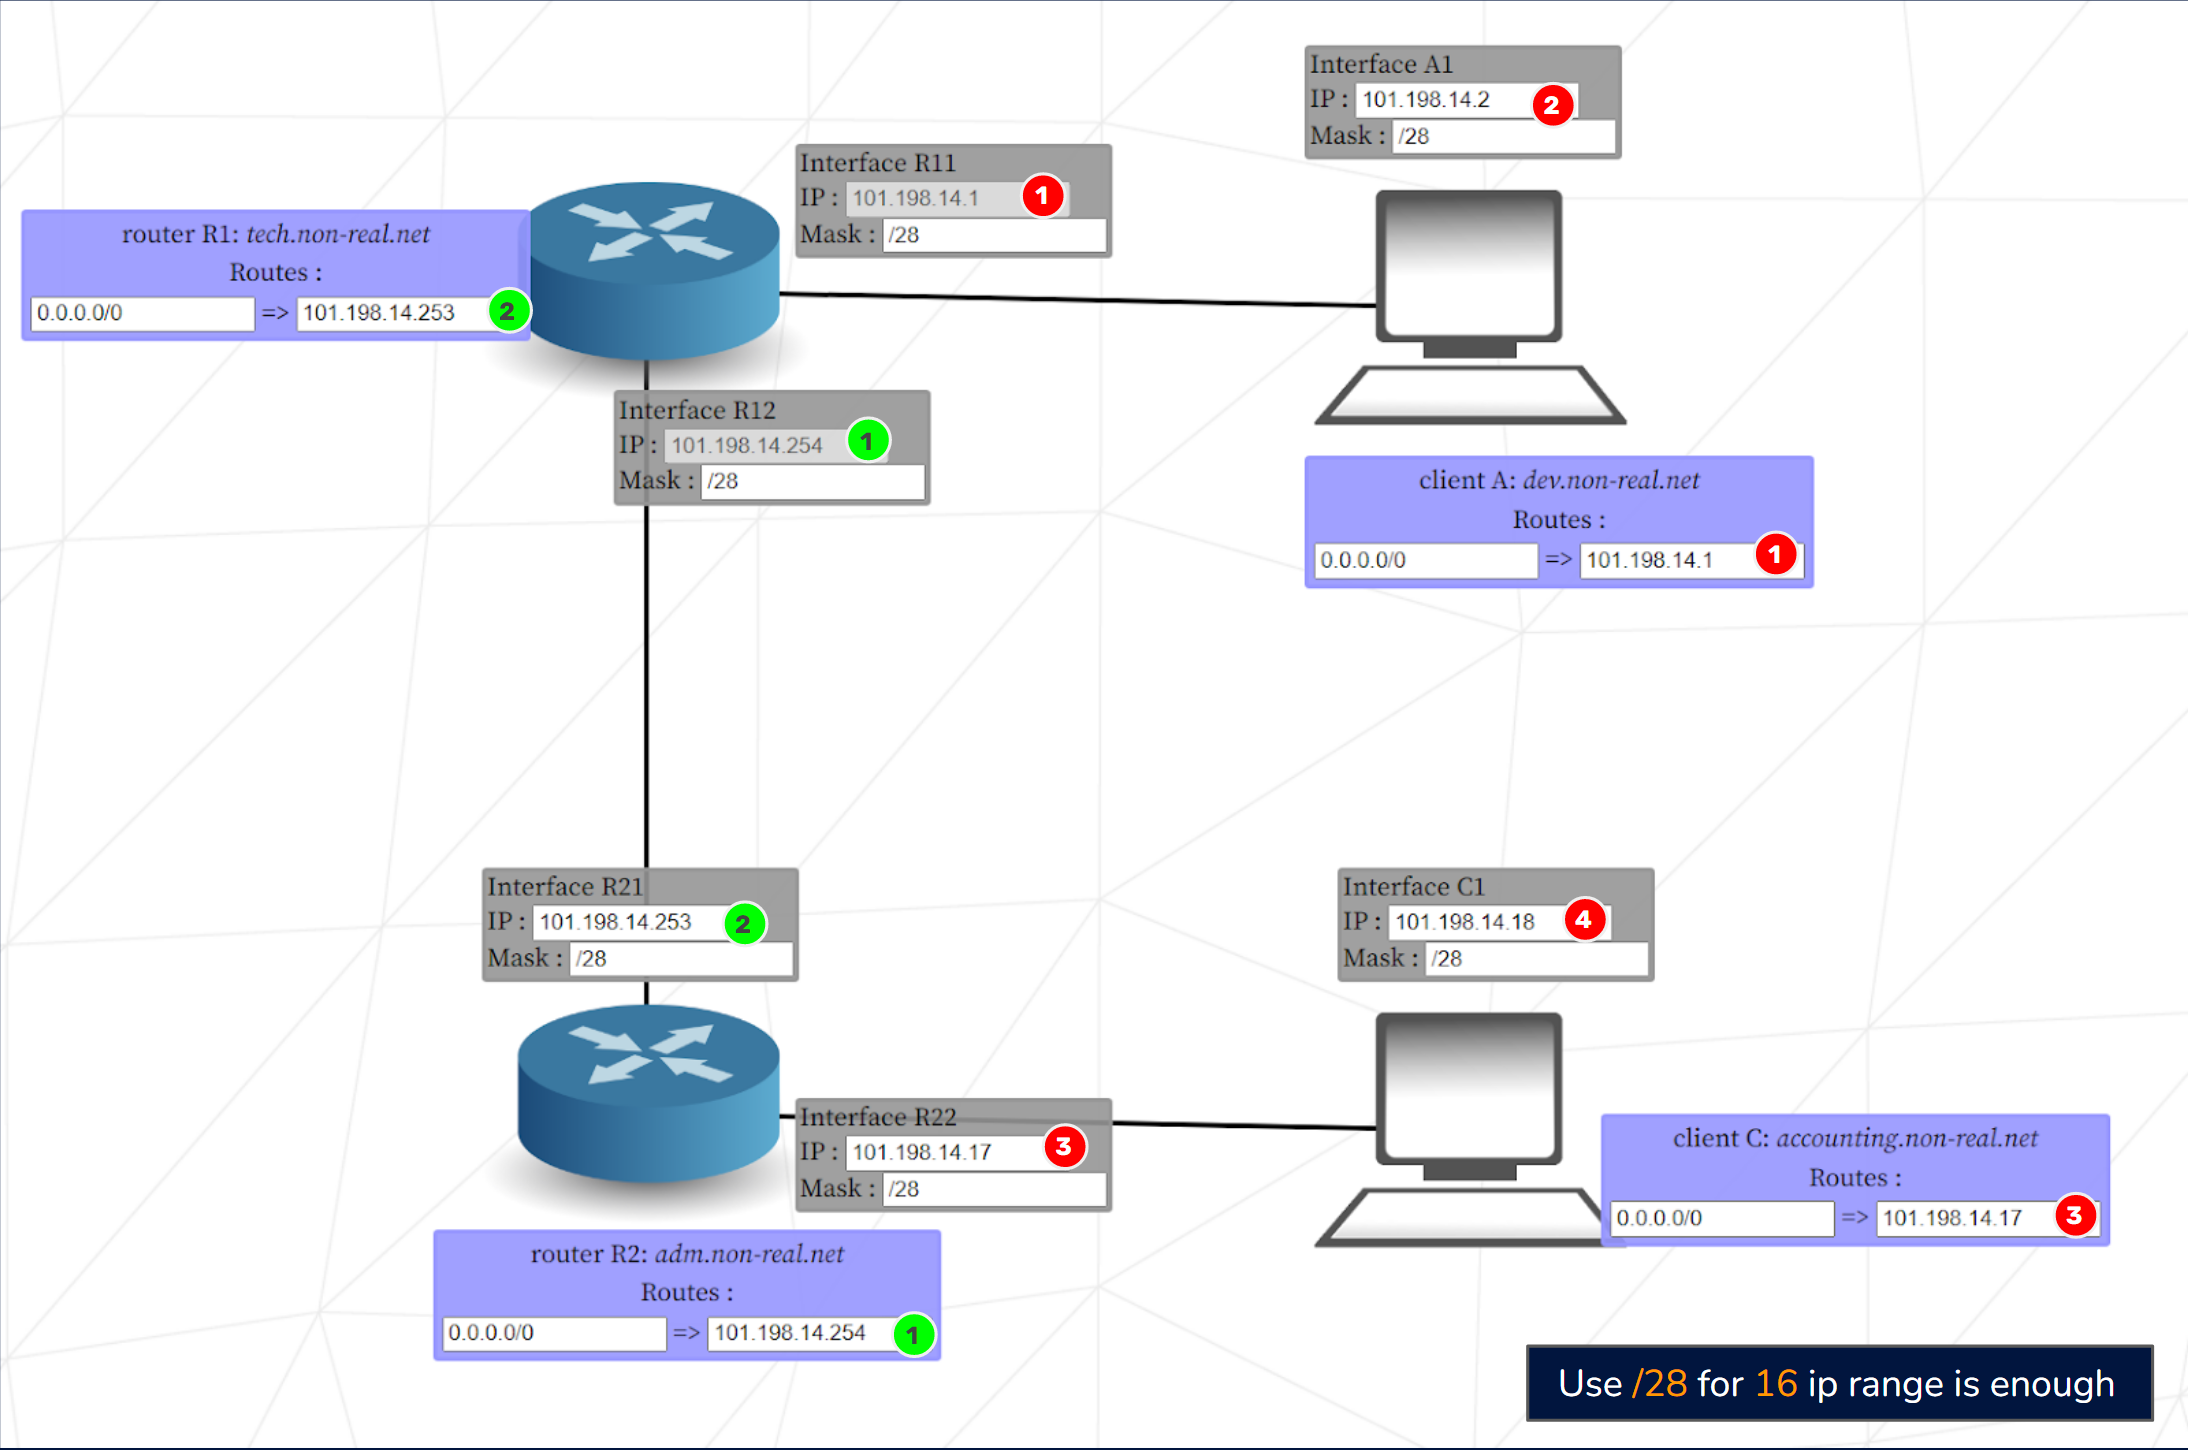 Interface A1
IP : 101.198.14.2 2
Mask : /28
Interface R11
IP : 101.198.14.1 1
Mask : /28
router R1: tech.non-real.net
Routes :
0.0.0.0/0 => 101.198.14.253 2
Interface R12
IP : 101.198.14.254 1
Mask : /28
client A: dev.non-real.net
Routes :
0.0.0.0/0 => 101.198.14.1 1
Interface R21
IP : 101.198.14.253 2
Mask : /28
Interface C1
IP : 101.198.14.18 4
Mask : /28
Interface R22
IP : 101.198.14.17 3
Mask : /28
client C: accounting.non-real.net
Routes :
0.0.0.0/0 => 101.198.14.17 3
router R2: adm.non-real.net
Routes :
0.0.0.0/0 => 101.198.14.254 1
Use /28 for 16 ip range is enough